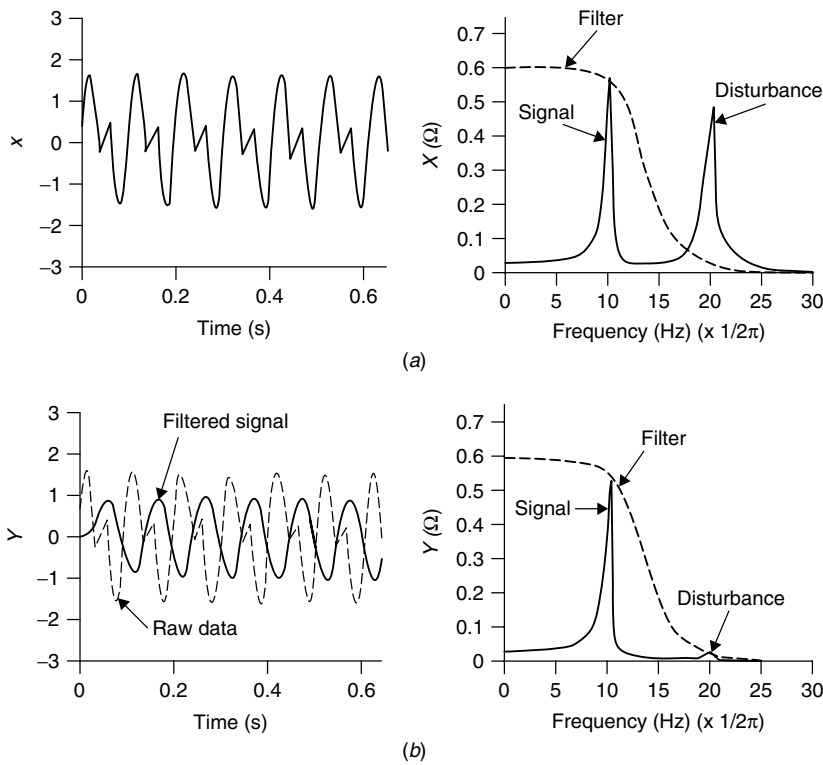 3
2
1
0
–1
–2
–3
x
0 0.2 0.4 0.6
Time (s)
0.7
0.6
0.5
0.4
0.3
0.2
0.1
0
X (Ω)
Filter
Signal
Disturbance
0 5 10 15 20 25 30
Frequency (Hz) (x 1/2π)
(a)
3
2
1
0
–1
–2
–3
Y
Filtered signal
Raw data
0 0.2 0.4 0.6
Time (s)
0.7
0.6
0.5
0.4
0.3
0.2
0.1
0
Y (Ω)
Filter
Signal
Disturbance
0 5 10 15 20 25 30
Frequency (Hz) (x 1/2π)
(b)